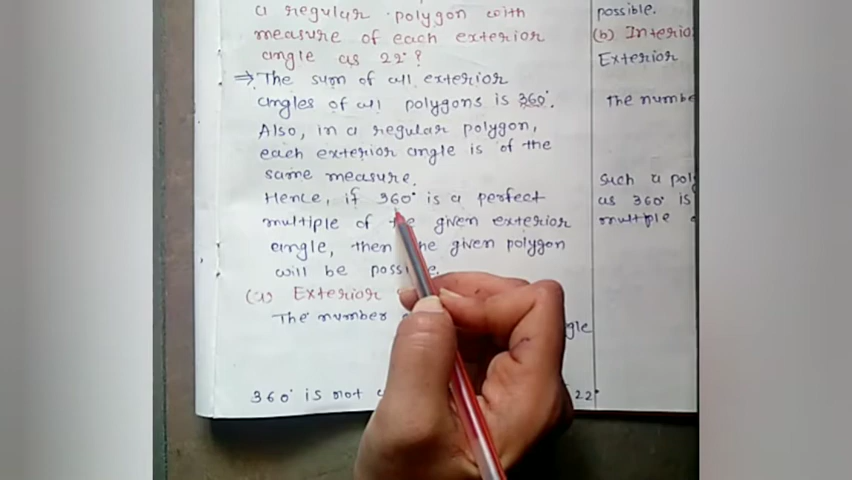 a regular polygon with
measure of each exterior
angle as 22°?
⇒ The sum of all exterior
angles of all polygons is 360°.
Also, in a regular polygon,
each exterior angle is of the
same measure.
Hence, if 360° is a perfect
multiple of the given exterior
angle, then the given polygon
will be possible.
(a) Exterior
The number
360° is not 22°
possible.
(b) Interio
Exterior
The numbe
Such a pol
as 360° is
multiple